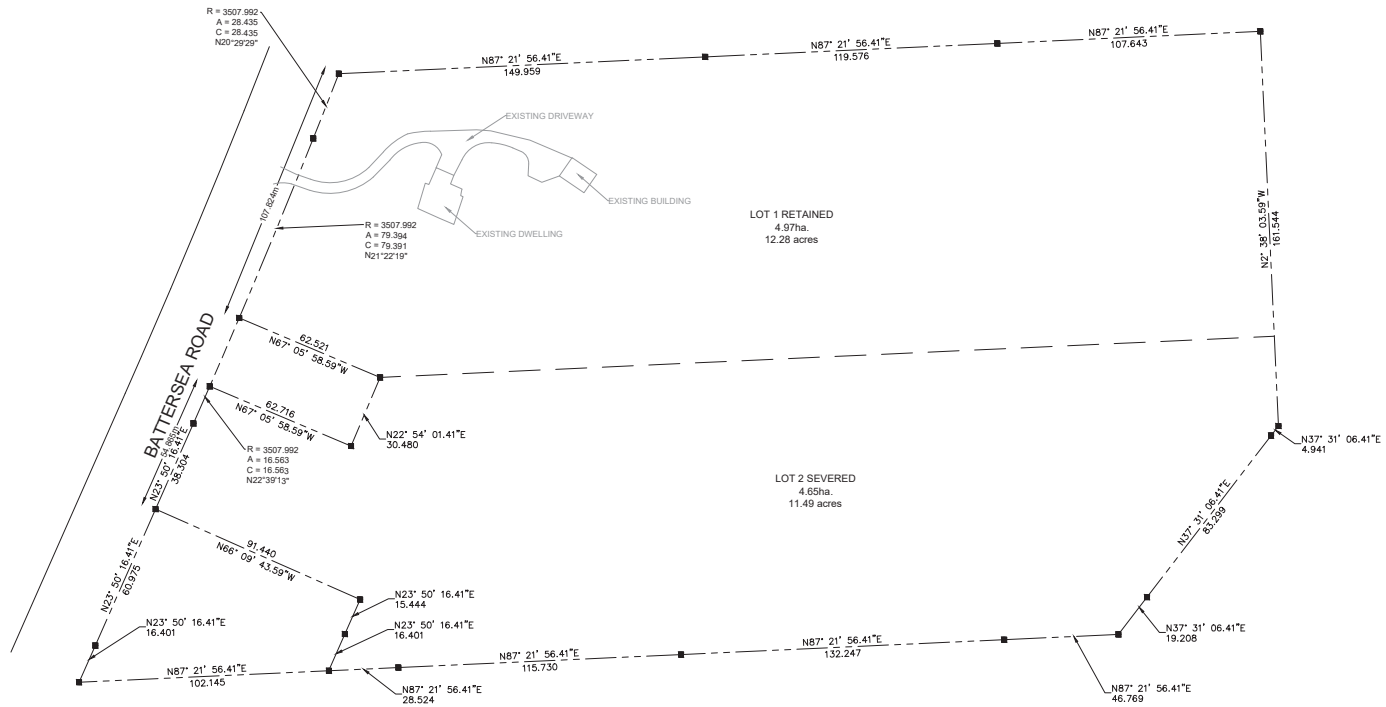 R = 3507.992
A = 28.435
C = 28.435
N20°29'29"
N87° 21' 56.41"E
149.959
N87° 21' 56.41"E
119.576
N87° 21' 56.41"E
107.643
EXISTING DRIVEWAY
EXISTING BUILDING
EXISTING DWELLING
107.824m
R = 3507.992
A = 79.394
C = 79.391
N21°22'19"
LOT 1 RETAINED
4.97ha.
12.28 acres
N2° 38' 03.59"W
161.544
BATTERSEA ROAD
62.521
N67° 05' 58.59"W
62.716
N67° 05' 58.59"W
N22° 54' 01.41"E
30.480
54.865m
N23° 50' 16.41"E
38.304
R = 3507.992
A = 16.563
C = 16.563
N22°39'13"
LOT 2 SEVERED
4.65ha.
11.49 acres
N37° 31' 06.41"E
4.941
N37° 31' 06.41"E
83.299
91.440
N66° 09' 43.59"W
N23° 50' 16.41"E
60.975
N23° 50' 16.41"E
15.444
N23° 50' 16.41"E
16.401
N23° 50' 16.41"E
16.401
N37° 31' 06.41"E
19.208
N87° 21' 56.41"E
102.145
N87° 21' 56.41"E
28.524
N87° 21' 56.41"E
115.730
N87° 21' 56.41"E
132.247
N87° 21' 56.41"E
46.769